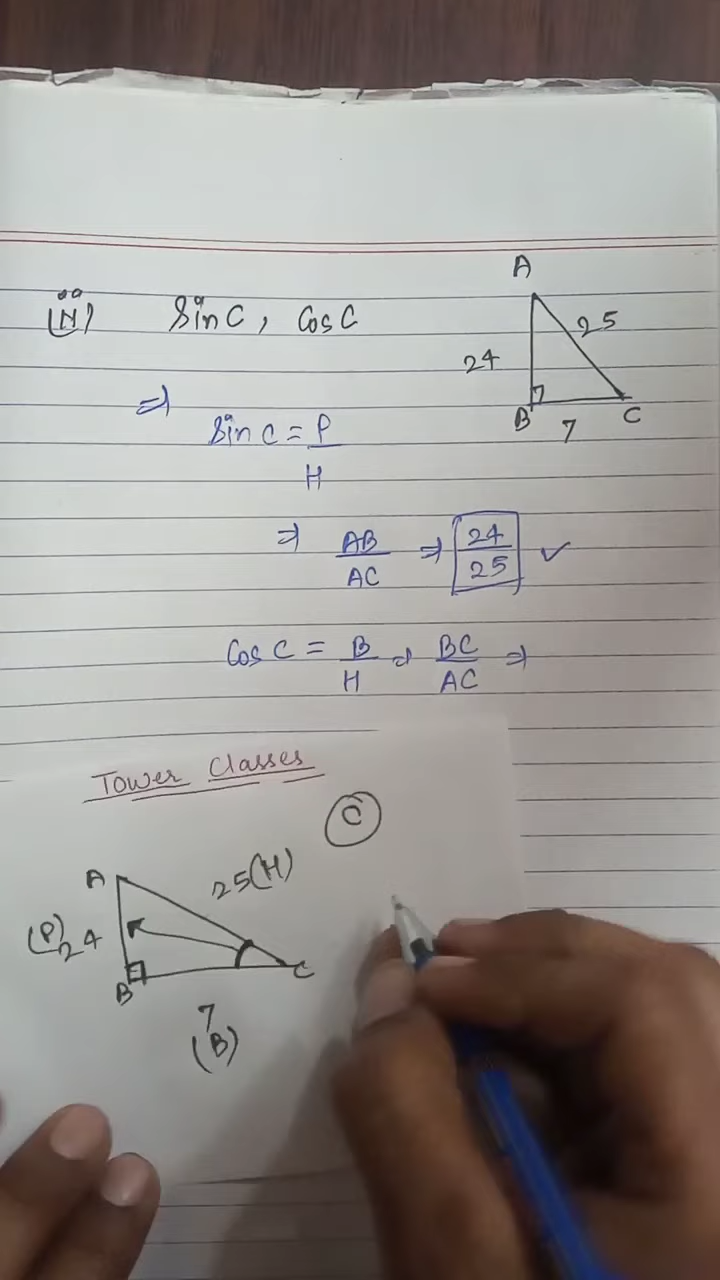 (ii) Sin C, Cos C
A
24
25
B
7
C
⇒ Sin C = P/H
⇒ AB/AC ⇒ 24/25 ✓
Cos C = B/H ⇒ BC/AC ⇒
Tower Classes
C
A
25(H)
(P) 24
B
C
7
(B)